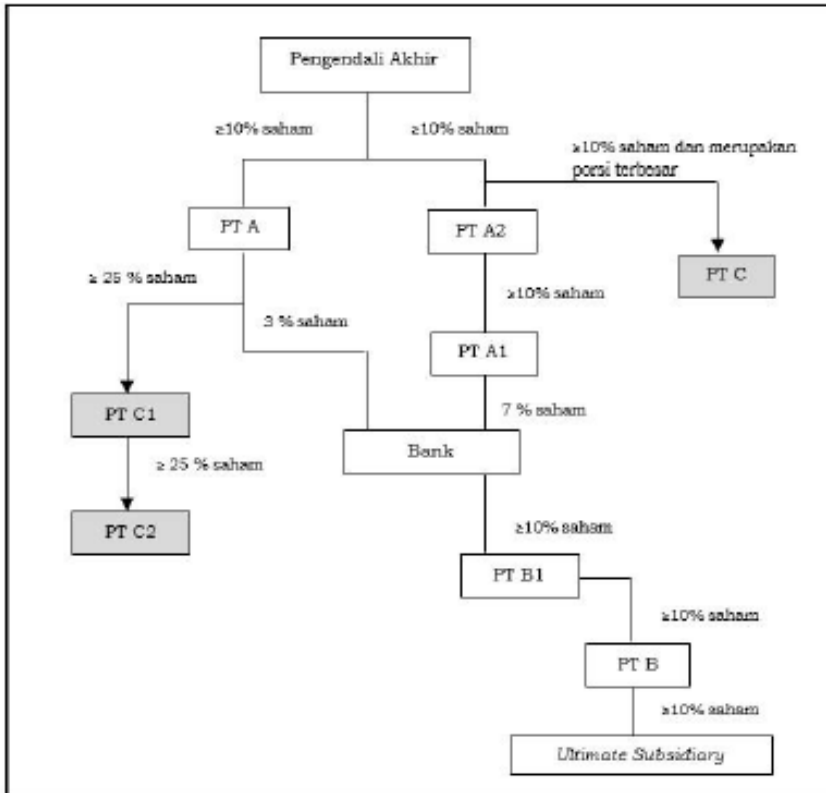 Pengendali Akhir
≥10% saham
≥10% saham
≥10% saham dan merupakan
porsi terbesar
PT A
PT A2
PT C
≥ 25 % saham
≥10% saham
3 % saham
PT A1
PT C1
7 % saham
Bank
≥ 25 % saham
PT C2
≥10% saham
PT B1
≥10% saham
PT B
≥10% saham
Ultimate Subsidiary